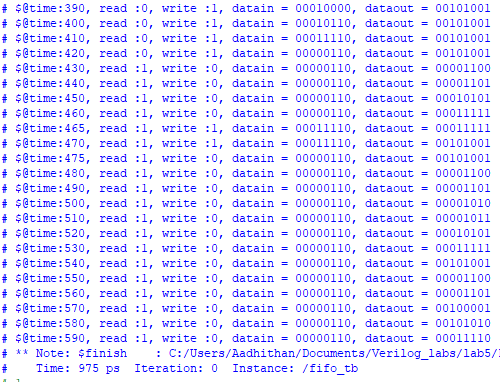 # $@time:390, read :0, write :1, datain = 00010000, dataout = 00101001
# $@time:400, read :0, write :1, datain = 00010110, dataout = 00101001
# $@time:410, read :0, write :1, datain = 00011110, dataout = 00101001
# $@time:420, read :0, write :1, datain = 00000110, dataout = 00101001
# $@time:430, read :1, write :0, datain = 00000110, dataout = 00001100
# $@time:440, read :1, write :0, datain = 00000110, dataout = 00001101
# $@time:450, read :1, write :0, datain = 00000110, dataout = 00010101
# $@time:460, read :1, write :0, datain = 00000110, dataout = 00011111
# $@time:465, read :1, write :1, datain = 00011110, dataout = 00011111
# $@time:470, read :1, write :1, datain = 00011110, dataout = 00101001
# $@time:475, read :1, write :0, datain = 00000110, dataout = 00101001
# $@time:480, read :1, write :0, datain = 00000110, dataout = 00001100
# $@time:490, read :1, write :0, datain = 00000110, dataout = 00001101
# $@time:500, read :1, write :0, datain = 00000110, dataout = 00001010
# $@time:510, read :1, write :0, datain = 00000110, dataout = 00001011
# $@time:520, read :1, write :0, datain = 00000110, dataout = 00010101
# $@time:530, read :1, write :0, datain = 00000110, dataout = 00011111
# $@time:540, read :1, write :0, datain = 00000110, dataout = 00101001
# $@time:550, read :1, write :0, datain = 00000110, dataout = 00001100
# $@time:560, read :1, write :0, datain = 00000110, dataout = 00001101
# $@time:570, read :1, write :0, datain = 00000110, dataout = 00100001
# $@time:580, read :1, write :0, datain = 00000110, dataout = 00101010
# $@time:590, read :1, write :0, datain = 00000110, dataout = 00011110
# ** Note: $finish : C:/Users/Aadhithan/Documents/Verilog_labs/lab5/
# Time: 975 ps Iteration: 0 Instance: /fifo_tb